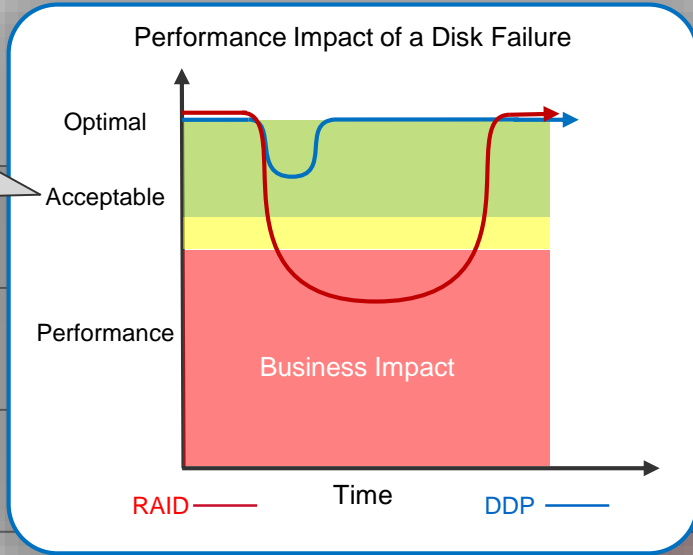 Performance Impact of a Disk Failure
Optimal
Acceptable
Performance
Business Impact
Time
RAID
DDP